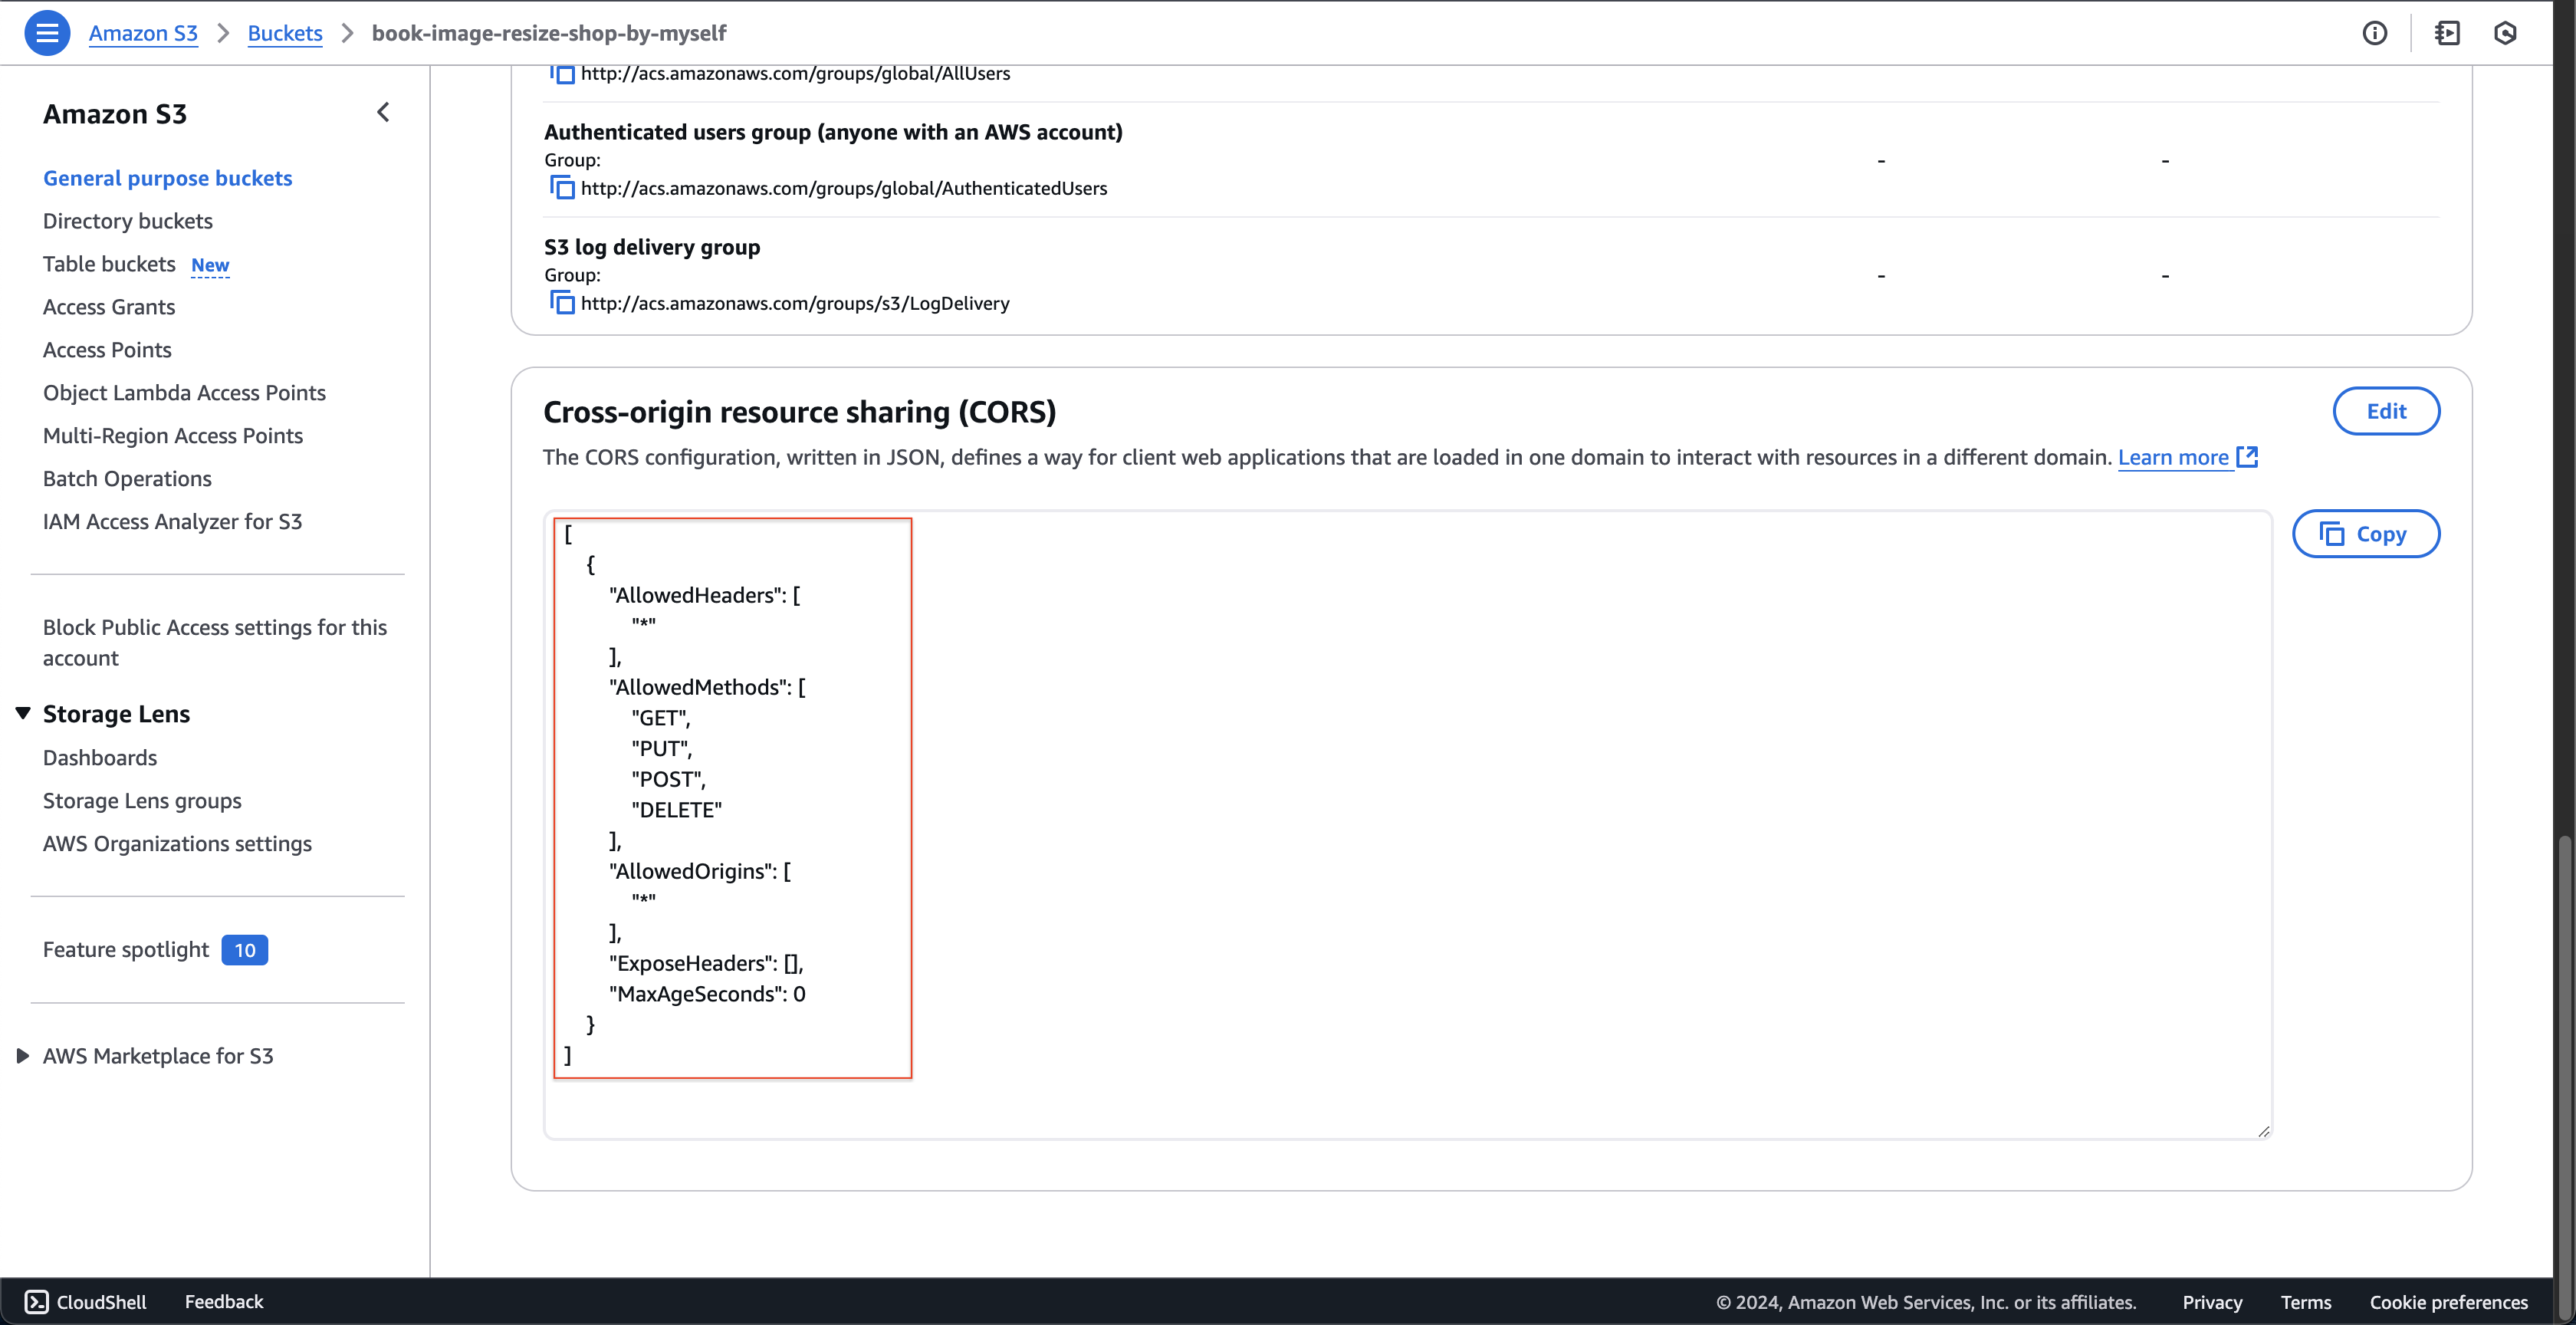 Amazon S3 > Buckets > book-image-resize-shop-by-myself
Amazon S3
General purpose buckets
Directory buckets
Table buckets New
Access Grants
Access Points
Object Lambda Access Points
Multi-Region Access Points
Batch Operations
IAM Access Analyzer for S3
Block Public Access settings for this
account
Storage Lens
Dashboards
Storage Lens groups
AWS Organizations settings
Feature spotlight 10
AWS Marketplace for S3
http://acs.amazonaws.com/groups/global/AllUsers
Authenticated users group (anyone with an AWS account)
Group:
http://acs.amazonaws.com/groups/global/AuthenticatedUsers
-
-
S3 log delivery group
Group:
http://acs.amazonaws.com/groups/s3/LogDelivery
-
-
Cross-origin resource sharing (CORS)
Edit
The CORS configuration, written in JSON, defines a way for client web applications that are loaded in one domain to interact with resources in a different domain. Learn more
Copy
[
{
"AllowedHeaders": [
"*"
],
"AllowedMethods": [
"GET",
"PUT",
"POST",
"DELETE"
],
"AllowedOrigins": [
"*"
],
"ExposeHeaders": [],
"MaxAgeSeconds": 0
}
]
CloudShell Feedback © 2024, Amazon Web Services, Inc. or its affiliates. Privacy Terms Cookie preferences